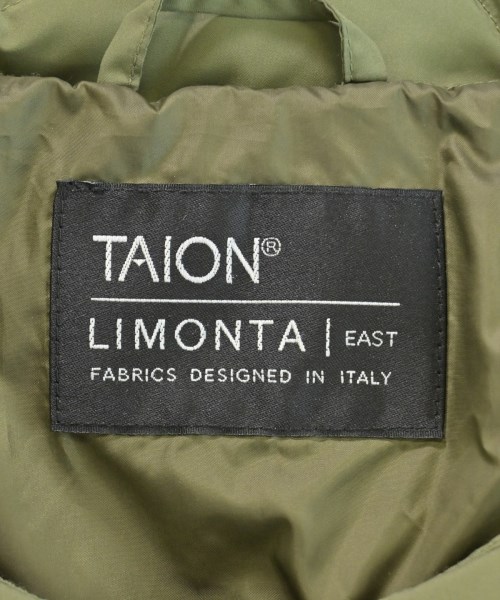 TAION®
LIMONTA | EAST
FABRICS DESIGNED IN ITALY